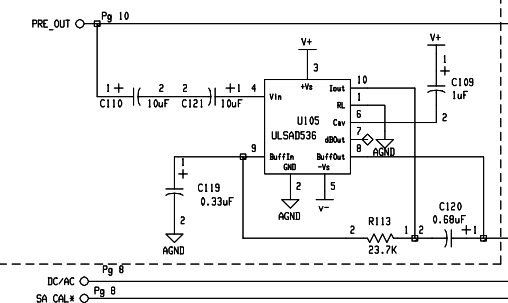 PRE_OUT Pg 10
V+ V+
3 10 1 +
1 + 2 2 + 1 4 Vin +Vs Iout C109
C110 10uF C121 10uF RL 1 1uF
U105 Cav 6 2
ULSAD536 7
dBOut AGND
9 BuffIn BuffOut 8
GND -Vs
1 + 2 5
C119
0.33uF AGND v-
2 R113 C120
0.68uF
AGND 2 1 2 + 1
23.7K
Pg 8
DC/AC
Pg 8
SA CAL*